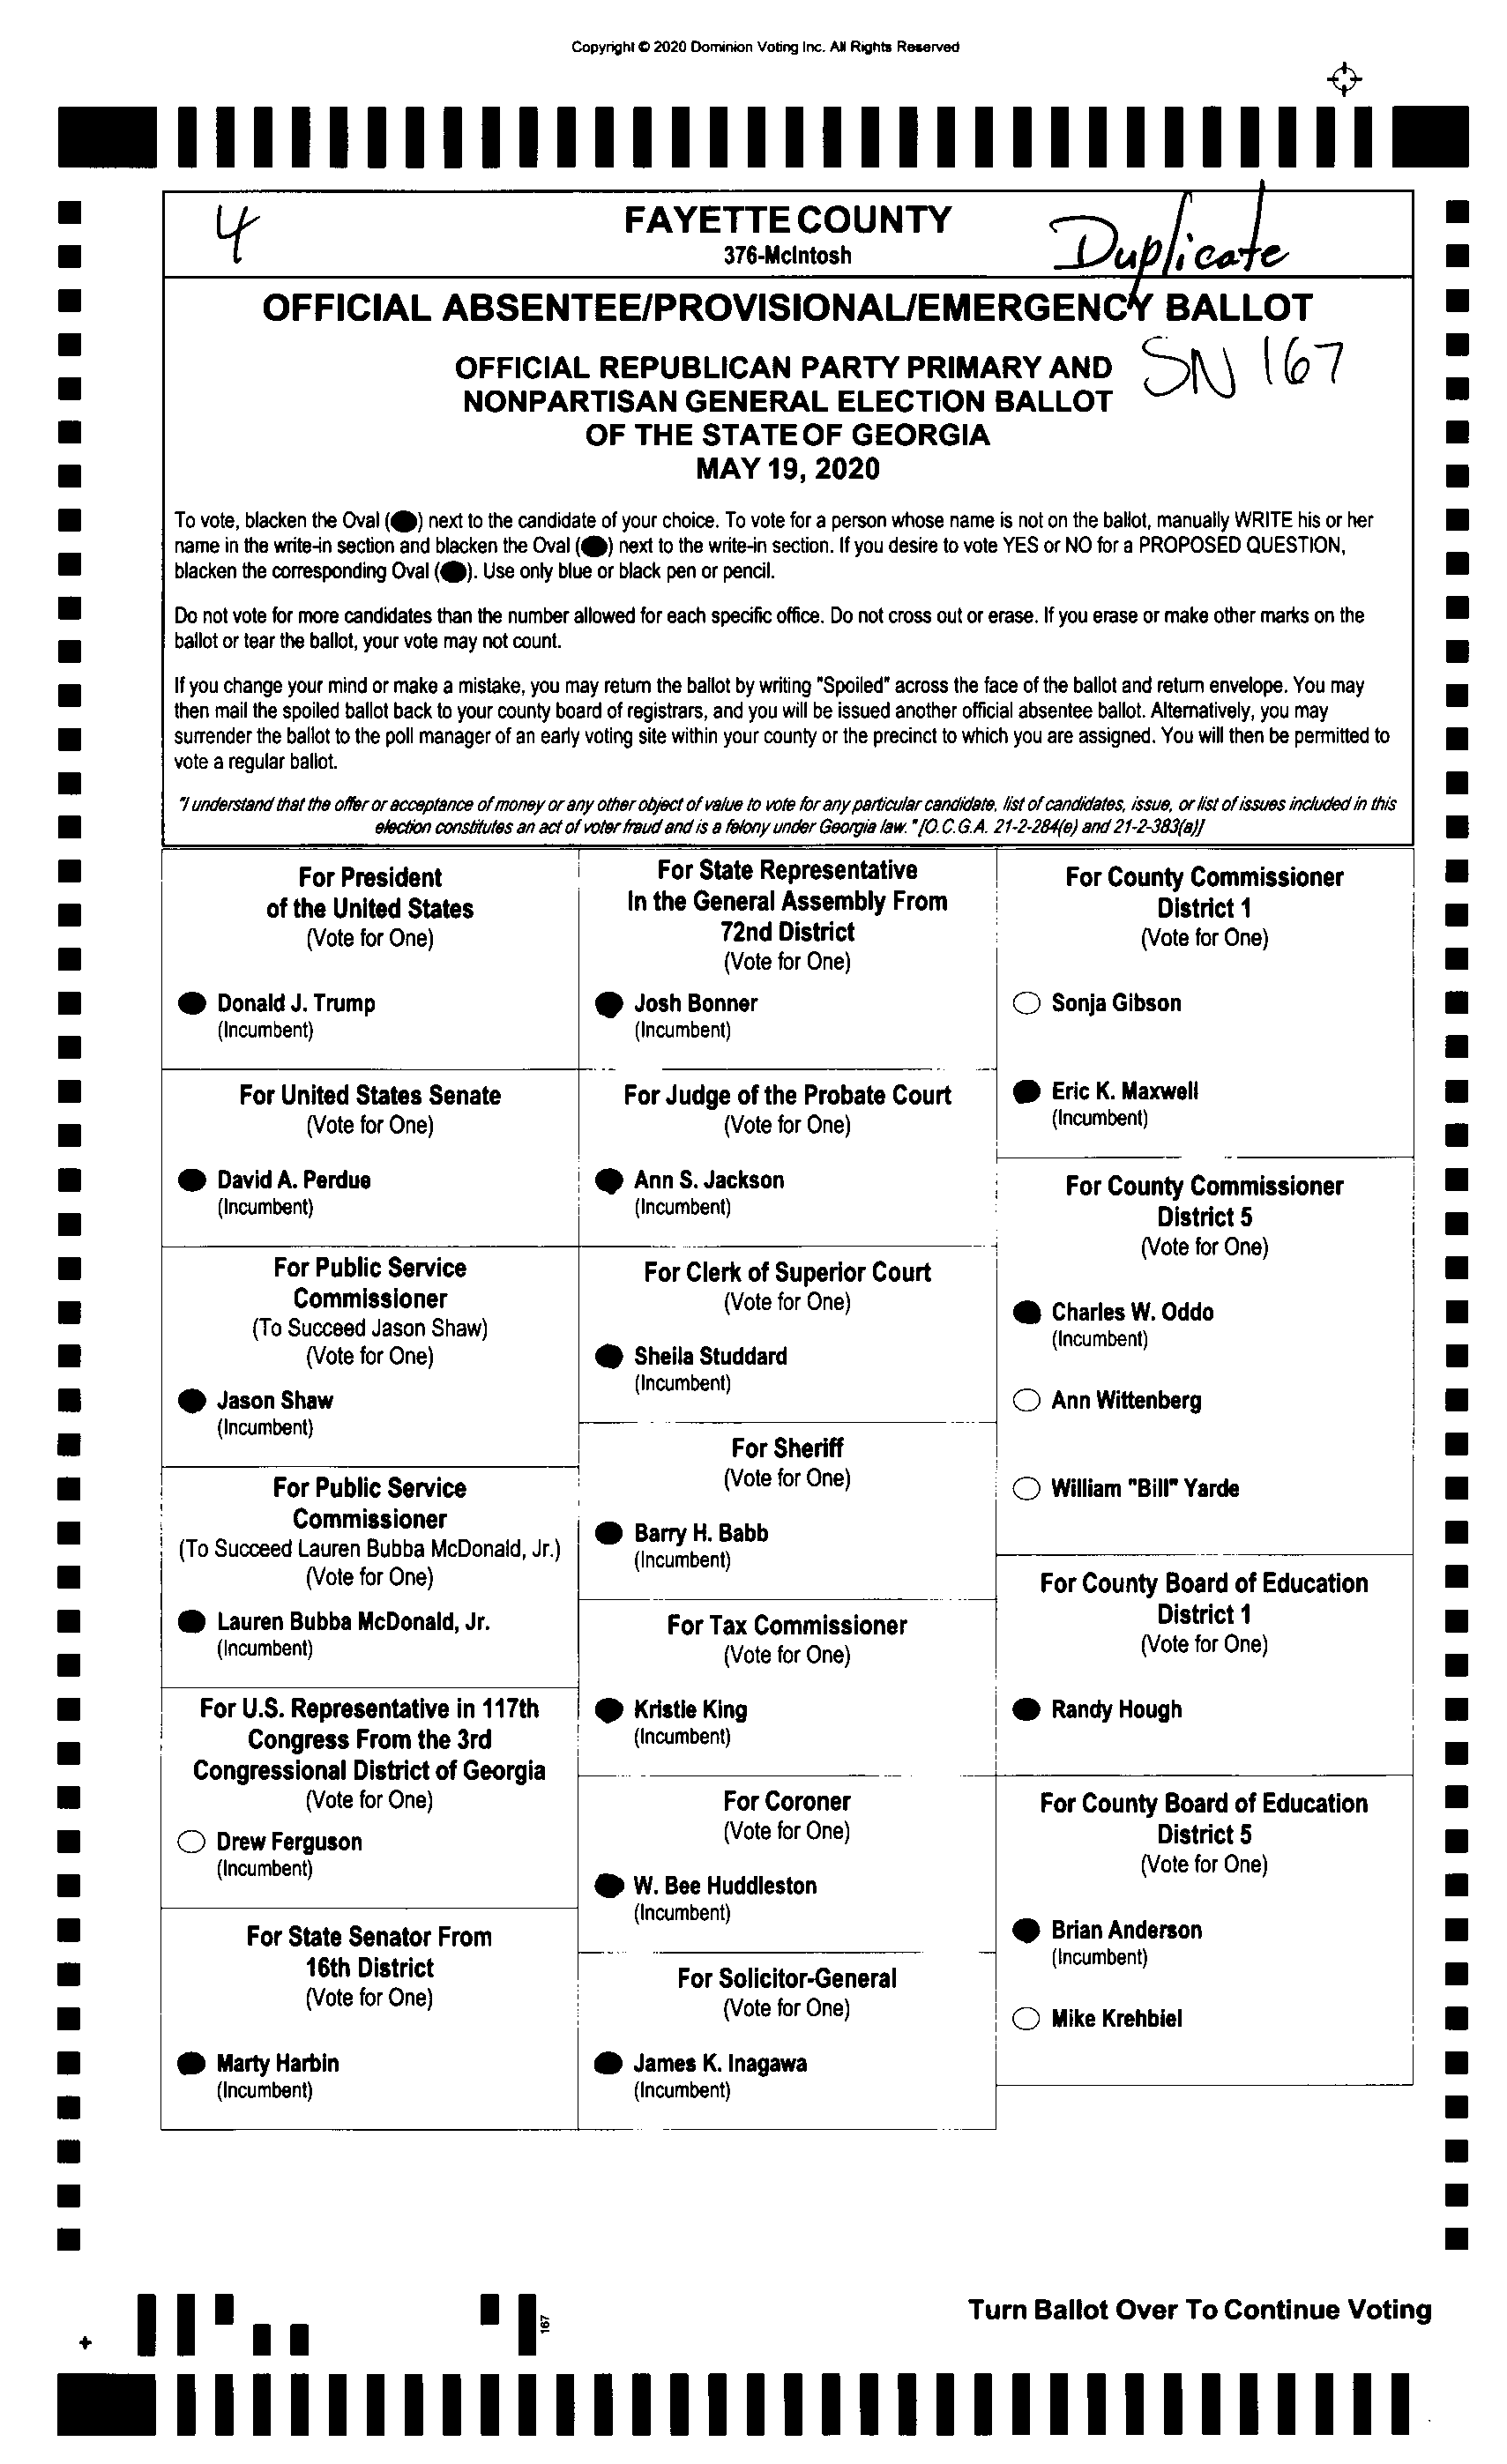 Copyright © 2020 Dominion Voting Inc. All Rights Reserved
4
FAYETTE COUNTY
376-McIntosh
Duplicate
OFFICIAL ABSENTEE/PROVISIONAL/EMERGENCY BALLOT
SN 167
OFFICIAL REPUBLICAN PARTY PRIMARY AND
NONPARTISAN GENERAL ELECTION BALLOT
OF THE STATE OF GEORGIA
MAY 19, 2020
To vote, blacken the Oval (●) next to the candidate of your choice. To vote for a person whose name is not on the ballot, manually WRITE his or her
name in the write-in section and blacken the Oval (●) next to the write-in section. If you desire to vote YES or NO for a PROPOSED QUESTION,
blacken the corresponding Oval (●). Use only blue or black pen or pencil.
Do not vote for more candidates than the number allowed for each specific office. Do not cross out or erase. If you erase or make other marks on the
ballot or tear the ballot, your vote may not count.
If you change your mind or make a mistake, you may return the ballot by writing "Spoiled" across the face of the ballot and return envelope. You may
then mail the spoiled ballot back to your county board of registrars, and you will be issued another official absentee ballot. Alternatively, you may
surrender the ballot to the poll manager of an early voting site within your county or the precinct to which you are assigned. You will then be permitted to
vote a regular ballot.
"I understand that the offer or acceptance of money or any other object of value to vote for any particular candidate, list of candidates, issue, or list of issues included in this
election constitutes an act of voter fraud and is a felony under Georgia law. "[O.C.G.A. 21-2-284(e) and 21-2-383(a)]
For President
of the United States
(Vote for One)
Donald J. Trump
(Incumbent)
For United States Senate
(Vote for One)
David A. Perdue
(Incumbent)
For Public Service
Commissioner
(To Succeed Jason Shaw)
(Vote for One)
Jason Shaw
(Incumbent)
For Public Service
Commissioner
(To Succeed Lauren Bubba McDonald, Jr.)
(Vote for One)
Lauren Bubba McDonald, Jr.
(Incumbent)
For U.S. Representative in 117th
Congress From the 3rd
Congressional District of Georgia
(Vote for One)
Drew Ferguson
(Incumbent)
For State Senator From
16th District
(Vote for One)
Marty Harbin
(Incumbent)
For State Representative
In the General Assembly From
72nd District
(Vote for One)
Josh Bonner
(Incumbent)
For Judge of the Probate Court
(Vote for One)
Ann S. Jackson
(Incumbent)
For Clerk of Superior Court
(Vote for One)
Sheila Studdard
(Incumbent)
For Sheriff
(Vote for One)
Barry H. Babb
(Incumbent)
For Tax Commissioner
(Vote for One)
Kristie King
(Incumbent)
For Coroner
(Vote for One)
W. Bee Huddleston
(Incumbent)
For Solicitor-General
(Vote for One)
James K. Inagawa
(Incumbent)
For County Commissioner
District 1
(Vote for One)
Sonja Gibson
Eric K. Maxwell
(Incumbent)
For County Commissioner
District 5
(Vote for One)
Charles W. Oddo
(Incumbent)
Ann Wittenberg
William "Bill" Yarde
For County Board of Education
District 1
(Vote for One)
Randy Hough
For County Board of Education
District 5
(Vote for One)
Brian Anderson
(Incumbent)
Mike Krehbiel
Turn Ballot Over To Continue Voting
167